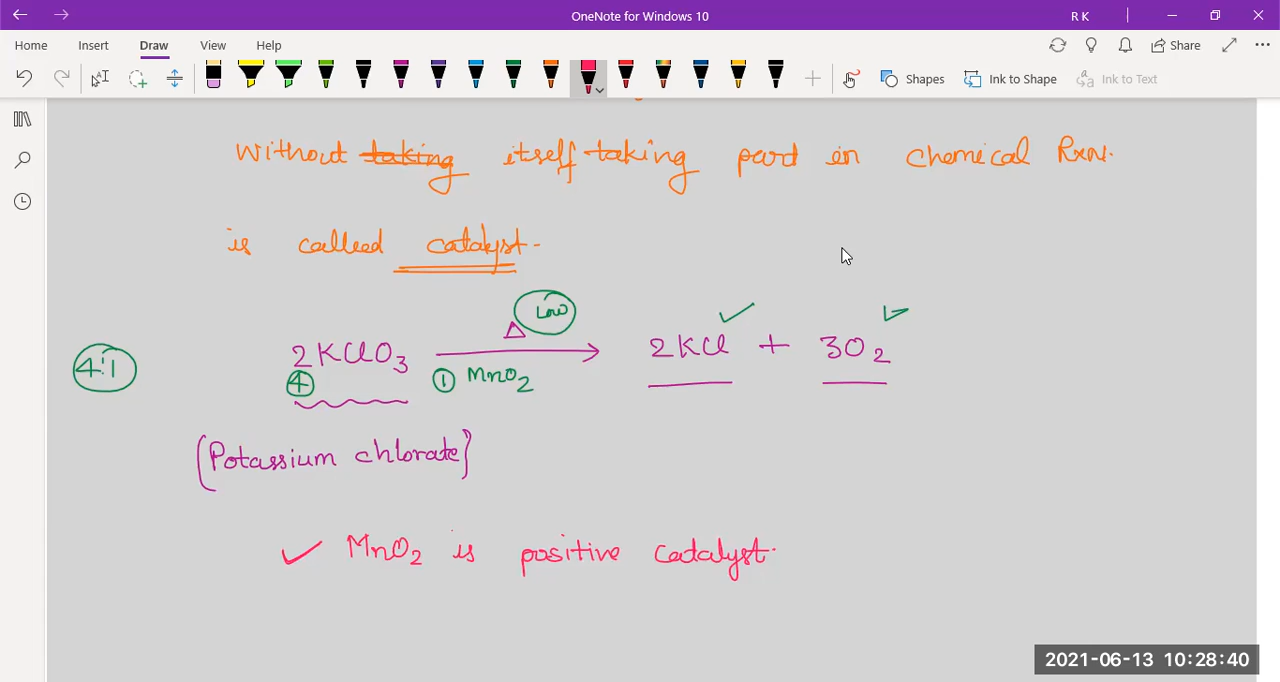 OneNote for Windows 10
R K
Home Insert Draw View Help
Share
Shapes Ink to Shape Ink to Text
Without taking itself taking part in chemical Rxn.
is called catalyst.
Low
4:1 2KClO3 Δ 2KCl + 3O2
4 1 MnO2
(Potassium chlorate)
MnO2 is positive catalyst.
2021-06-13 10:28:40